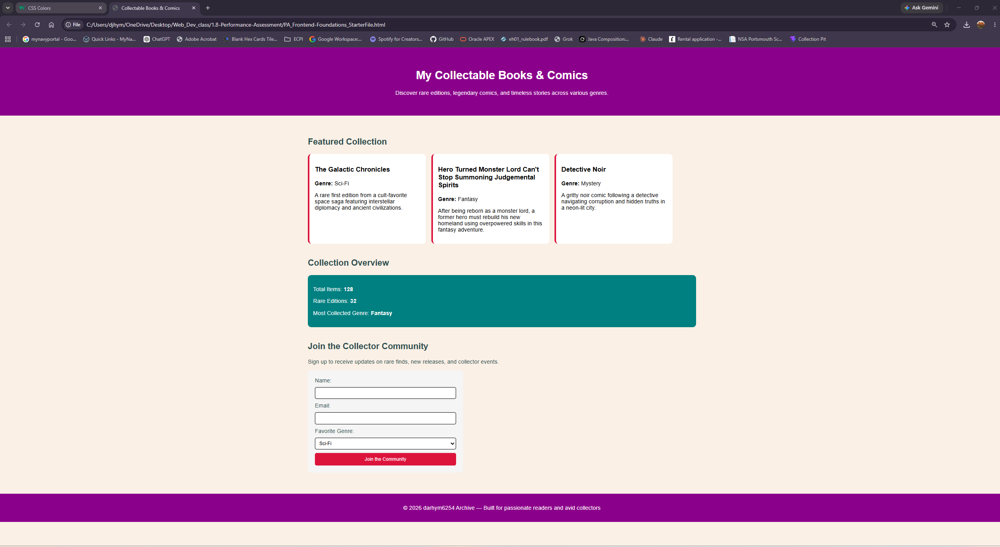 CSS Colors
Collectable Books & Comics
Ask Gemini
File
C:/Users/djhym/OneDrive/Desktop/Web_Dev_class/1.8-Performance-Assessment/PA_Frontend-Foundations_StarterFile.html
mynavyportal - Goo...
Quick Links - MyNa...
ChatGPT
Adobe Acrobat
Blank Hex Cards Tile...
ECPI
Google Workspace:...
Spotify for Creators...
GitHub
Oracle APEX
eh01_rulebook.pdf
Grok
Java Composition:...
Claude
Rental application -...
NSA Portsmouth Sc...
Collection Pit
My Collectable Books & Comics
Discover rare editions, legendary comics, and timeless stories across various genres.
Featured Collection
The Galactic Chronicles
Genre: Sci-Fi
A rare first edition from a cult-favorite
space saga featuring interstellar
diplomacy and ancient civilizations.
Hero Turned Monster Lord Can't
Stop Summoning Judgemental
Spirits
Genre: Fantasy
After being reborn as a monster lord, a
former hero must rebuild his new
homeland using overpowered skills in this
fantasy adventure.
Detective Noir
Genre: Mystery
A gritty noir comic following a detective
navigating corruption and hidden truths in
a neon-lit city.
Collection Overview
Total Items: 128
Rare Editions: 32
Most Collected Genre: Fantasy
Join the Collector Community
Sign up to receive updates on rare finds, new releases, and collector events.
Name:
Email:
Favorite Genre:
Sci-Fi
Join the Community
© 2026 darhym6254 Archive — Built for passionate readers and avid collectors